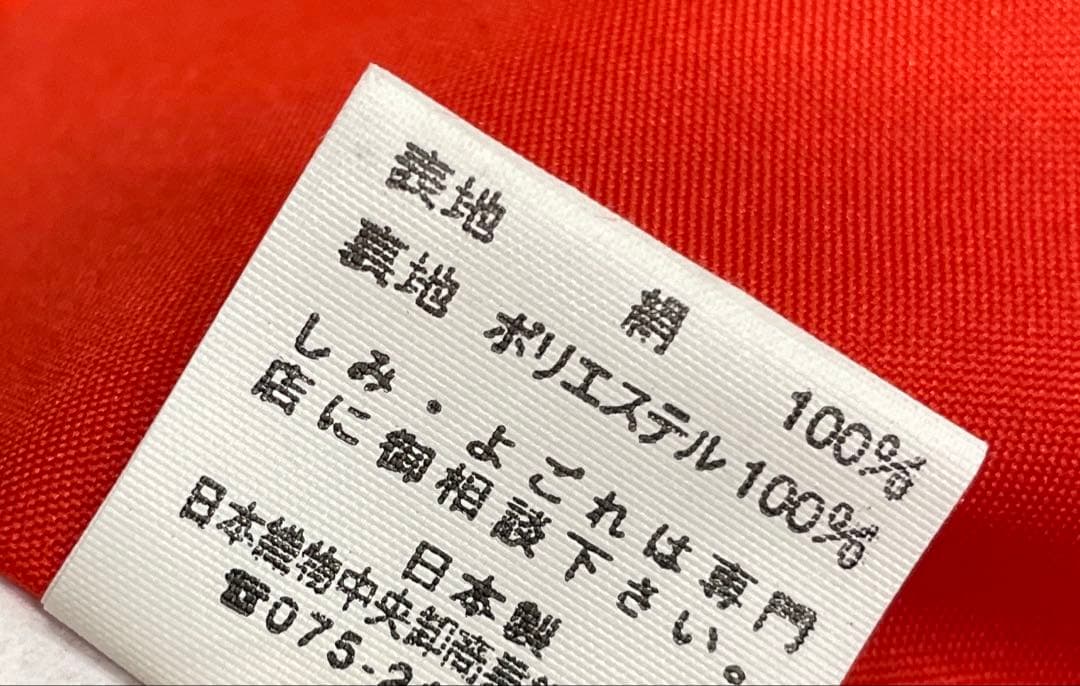 表地 絹 100%
裏地 ポリエステル100%
しみ・よごれは専門
店に御相談下さい。
日本製
日本織物中央卸商業
☎075-2